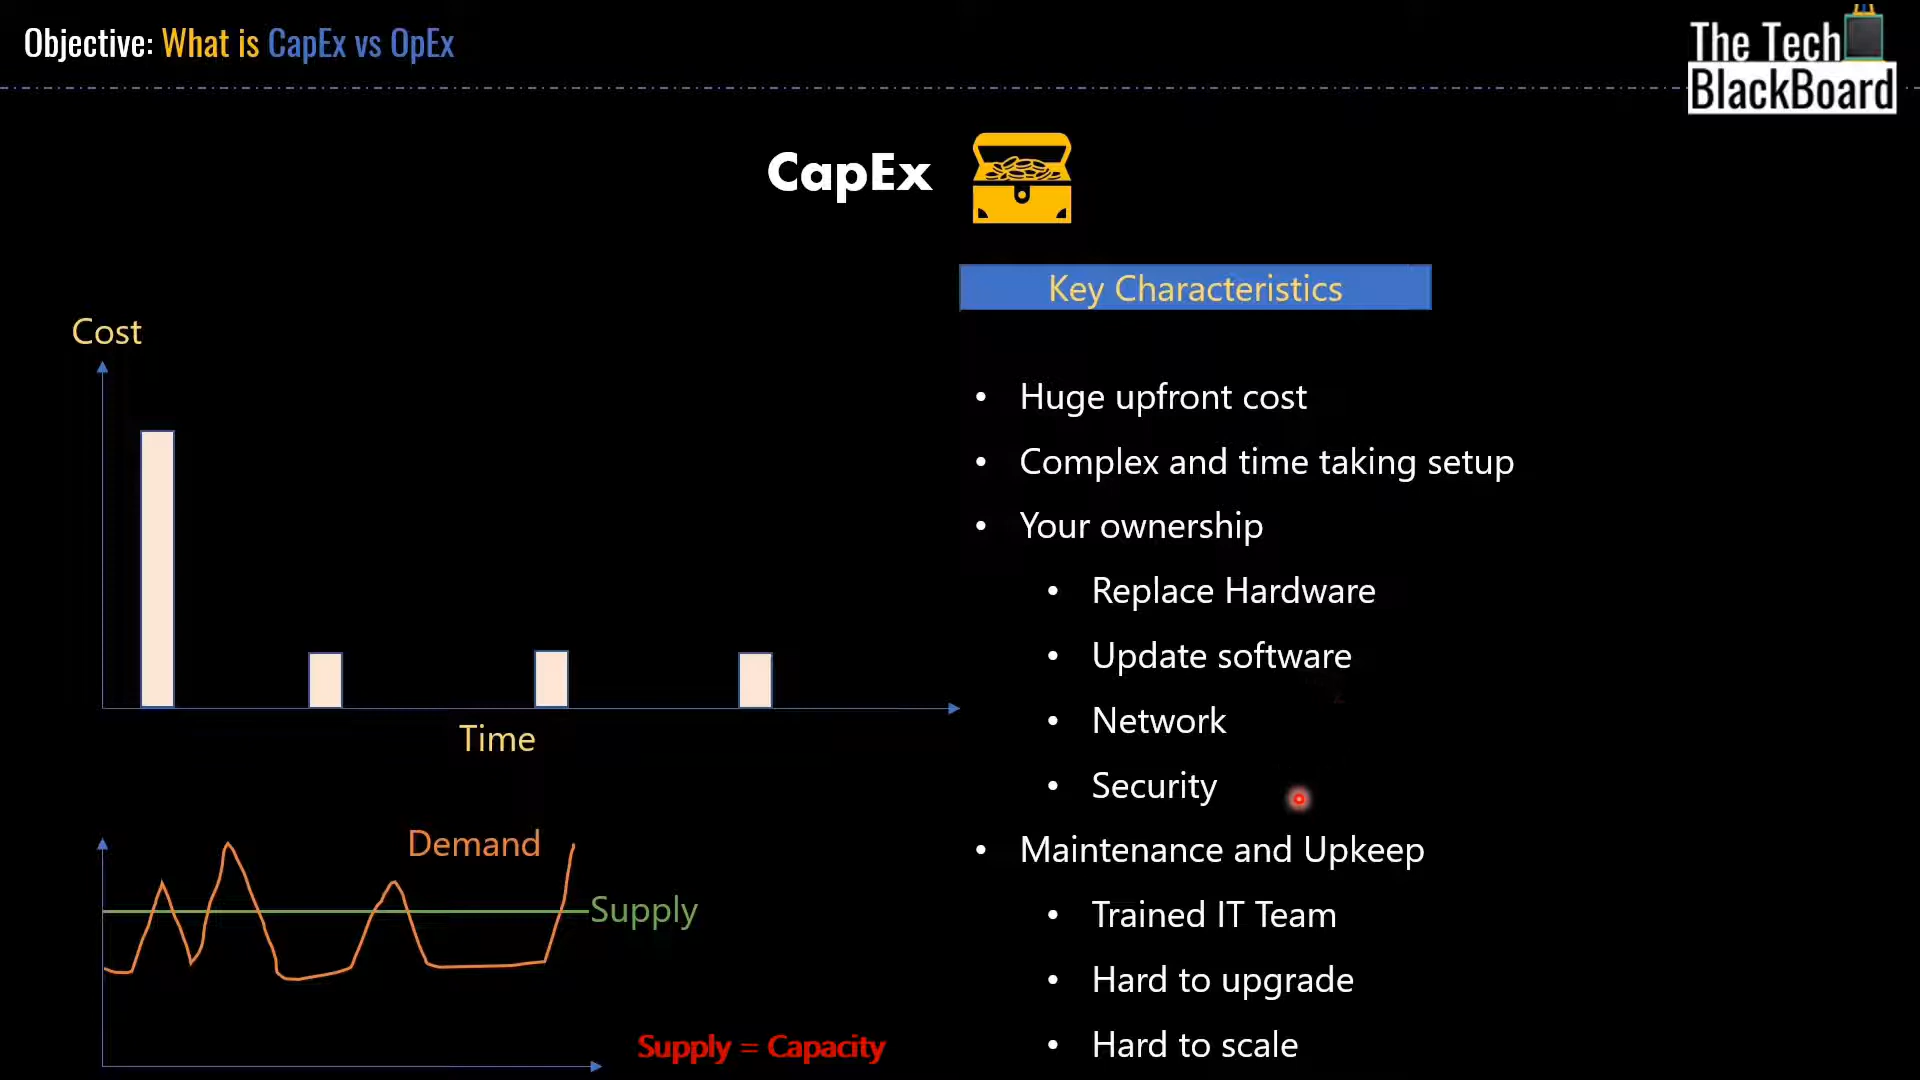 Objective: What is CapEx vs OpEx
The Tech
BlackBoard
CapEx
Key Characteristics
Cost
Time
• Huge upfront cost
• Complex and time taking setup
• Your ownership
• Replace Hardware
• Update software
• Network
• Security
• Maintenance and Upkeep
• Trained IT Team
• Hard to upgrade
• Hard to scale
Demand
Supply
Supply = Capacity